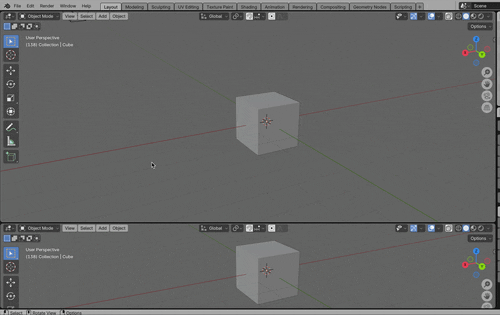 File Edit Render Window Help Layout Modeling Sculpting UV Editing Texture Paint Shading Animation Rendering Compositing Geometry Nodes Scripting + Scene
Object Mode View Select Add Object Global
Options
User Perspective
(119) Collection | Cube
Object Mode View Select Add Object Global
Options
User Perspective
(119) Collection | Cube
Select Rotate View Options